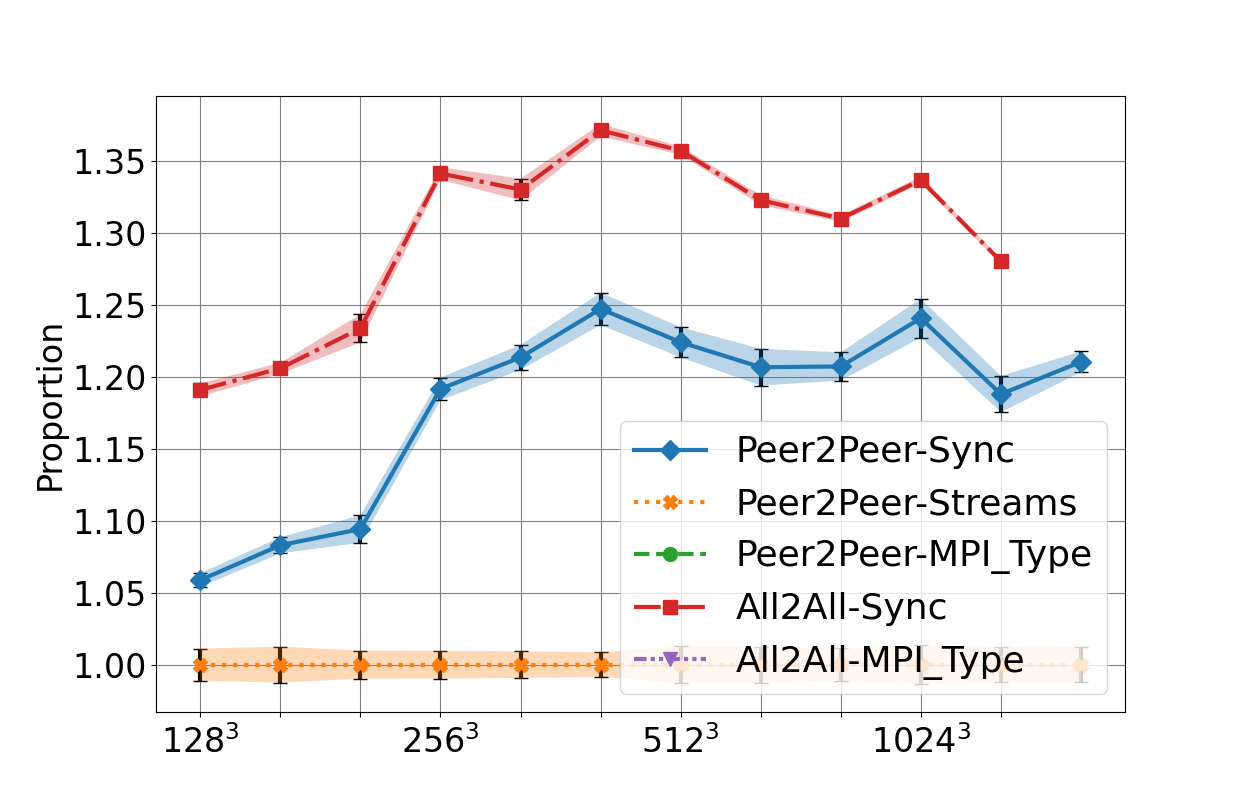 1.35
1.30
1.25
1.20
1.15
1.10
1.05
1.00
Proportion
Peer2Peer-Sync
Peer2Peer-Streams
Peer2Peer-MPI_Type
All2All-Sync
All2All-MPI_Type
128³
256³
512³
1024³